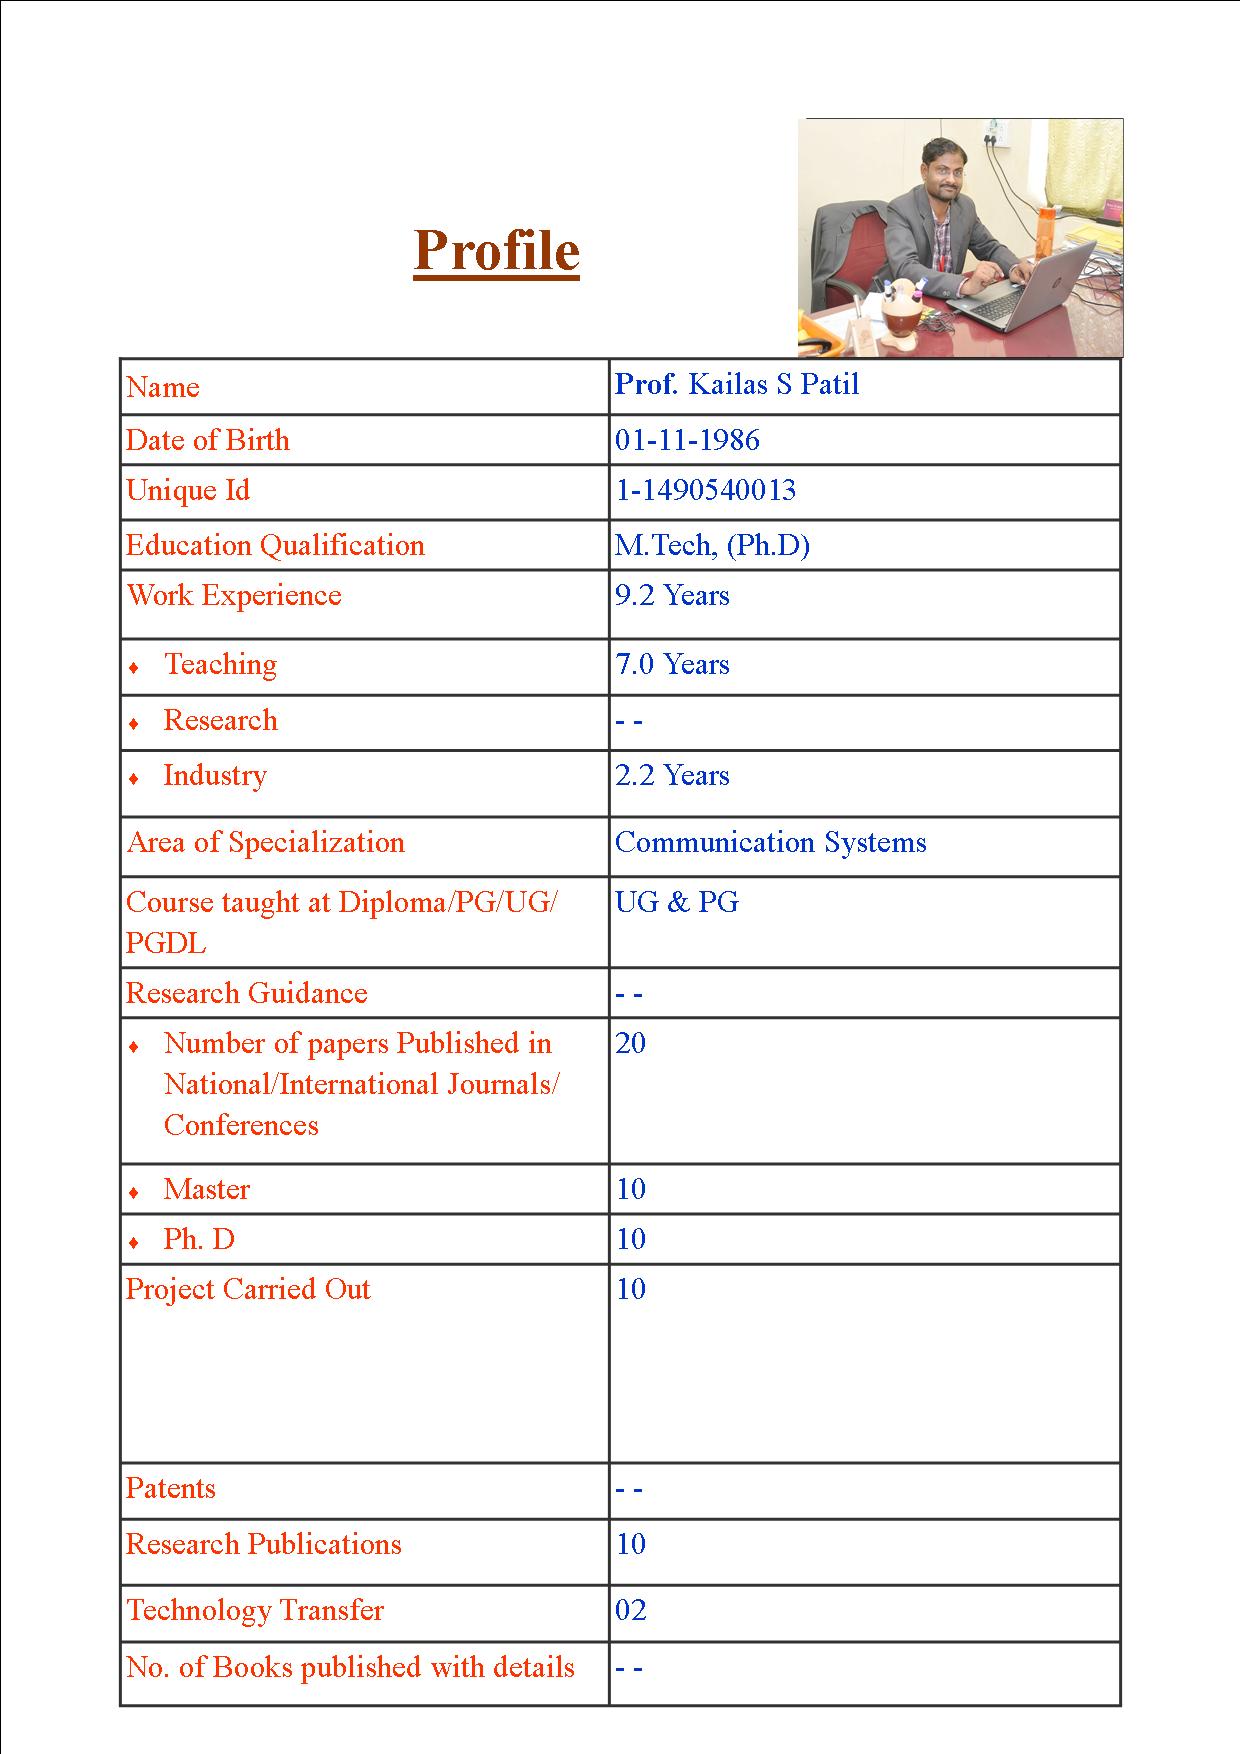 Profile
Name
Prof. Kailas S Patil
Date of Birth
01-11-1986
Unique Id
1-1490540013
Education Qualification
M.Tech, (Ph.D)
Work Experience
9.2 Years
♦ Teaching
7.0 Years
♦ Research
- -
♦ Industry
2.2 Years
Area of Specialization
Communication Systems
Course taught at Diploma/PG/UG/
PGDL
UG & PG
Research Guidance
- -
♦ Number of papers Published in
National/International Journals/
Conferences
20
♦ Master
10
♦ Ph. D
10
Project Carried Out
10
Patents
- -
Research Publications
10
Technology Transfer
02
No. of Books published with details
- -